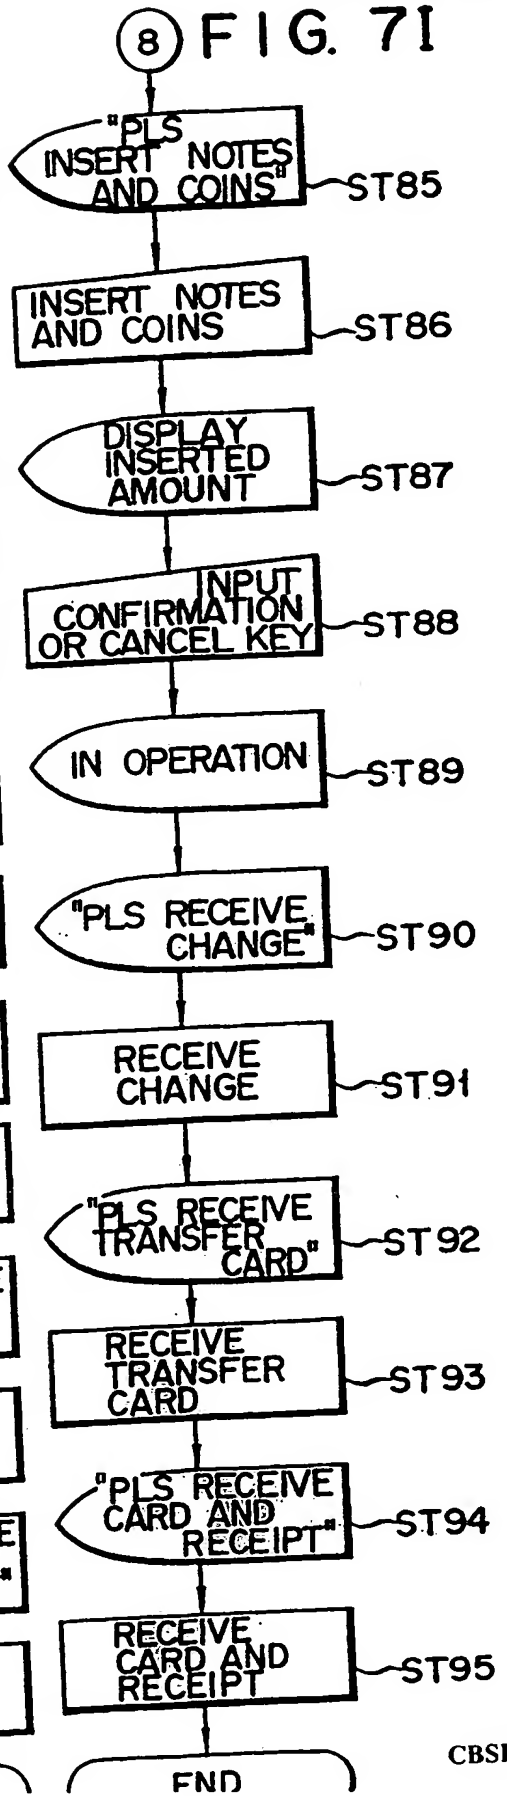 8 FIG. 7I
"PLS
INSERT NOTES
AND COINS"
ST85
INSERT NOTES
AND COINS
ST86
DISPLAY
INSERTED
AMOUNT
ST87
INPUT
CONFIRMATION
OR CANCEL KEY
ST88
IN OPERATION
ST89
"PLS RECEIVE
CHANGE"
ST90
RECEIVE
CHANGE
ST91
"PLS RECEIVE
TRANSFER
CARD"
ST92
RECEIVE
TRANSFER
CARD
ST93
"PLS RECEIVE
CARD AND
RECEIPT"
ST94
E
"
RECEIVE
CARD AND
RECEIPT
ST95
END